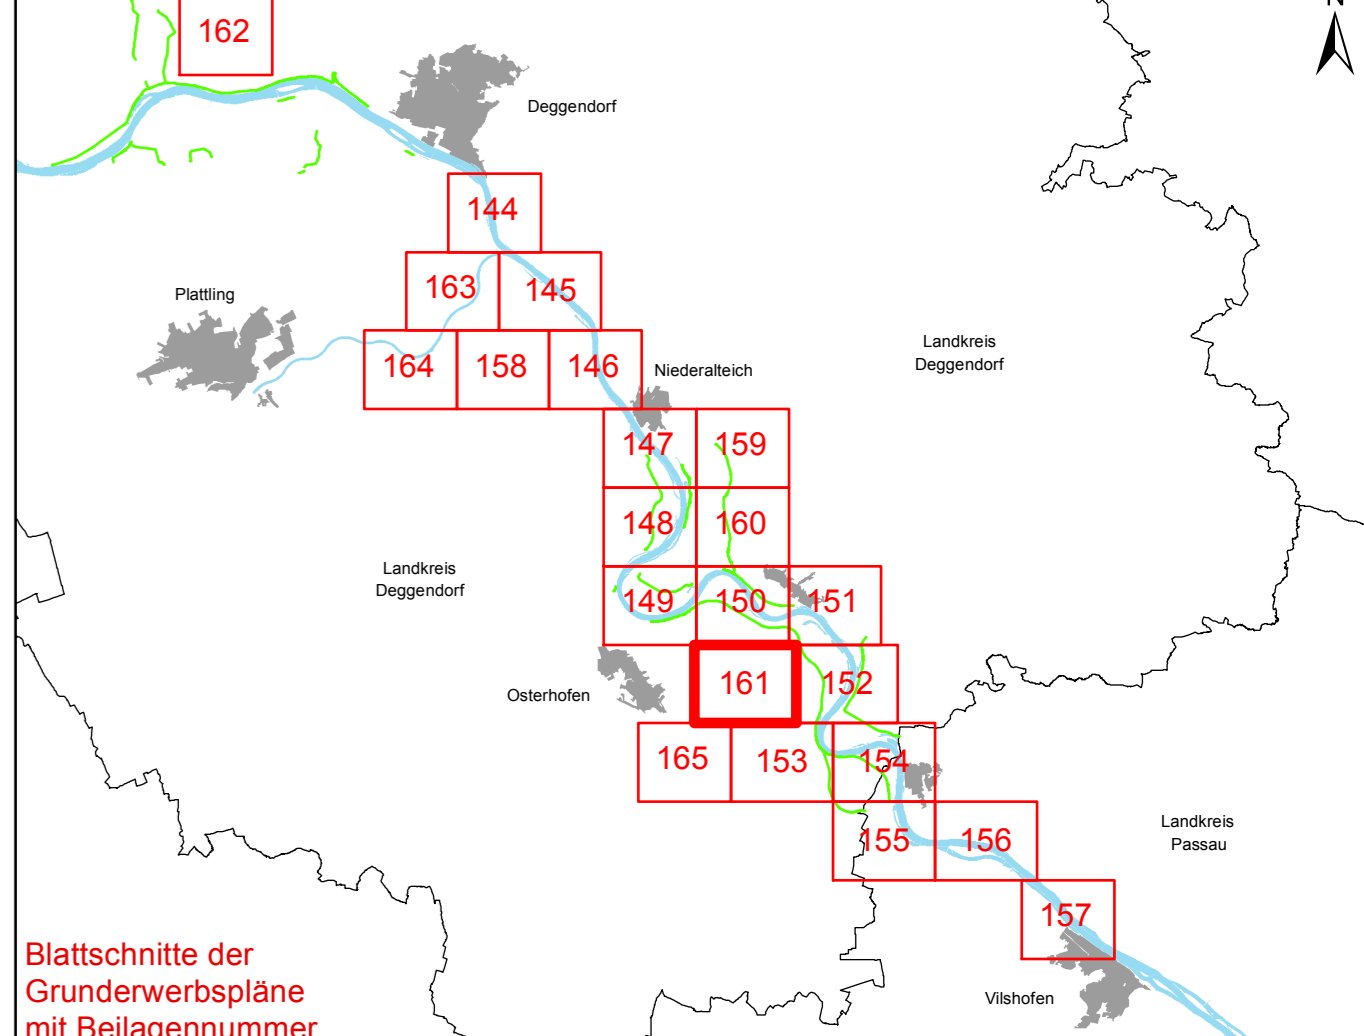 N
162
Deggendorf
144
163
145
Plattling
164
158
146
Niederalteich
Landkreis
Deggendorf
147
159
148
160
Landkreis
Deggendorf
149
150
151
161
152
Osterhofen
165
153
154
155
156
Landkreis
Passau
157
Vilshofen
Blattschnitte der
Grunderwerbspläne
mit Beilagennummer